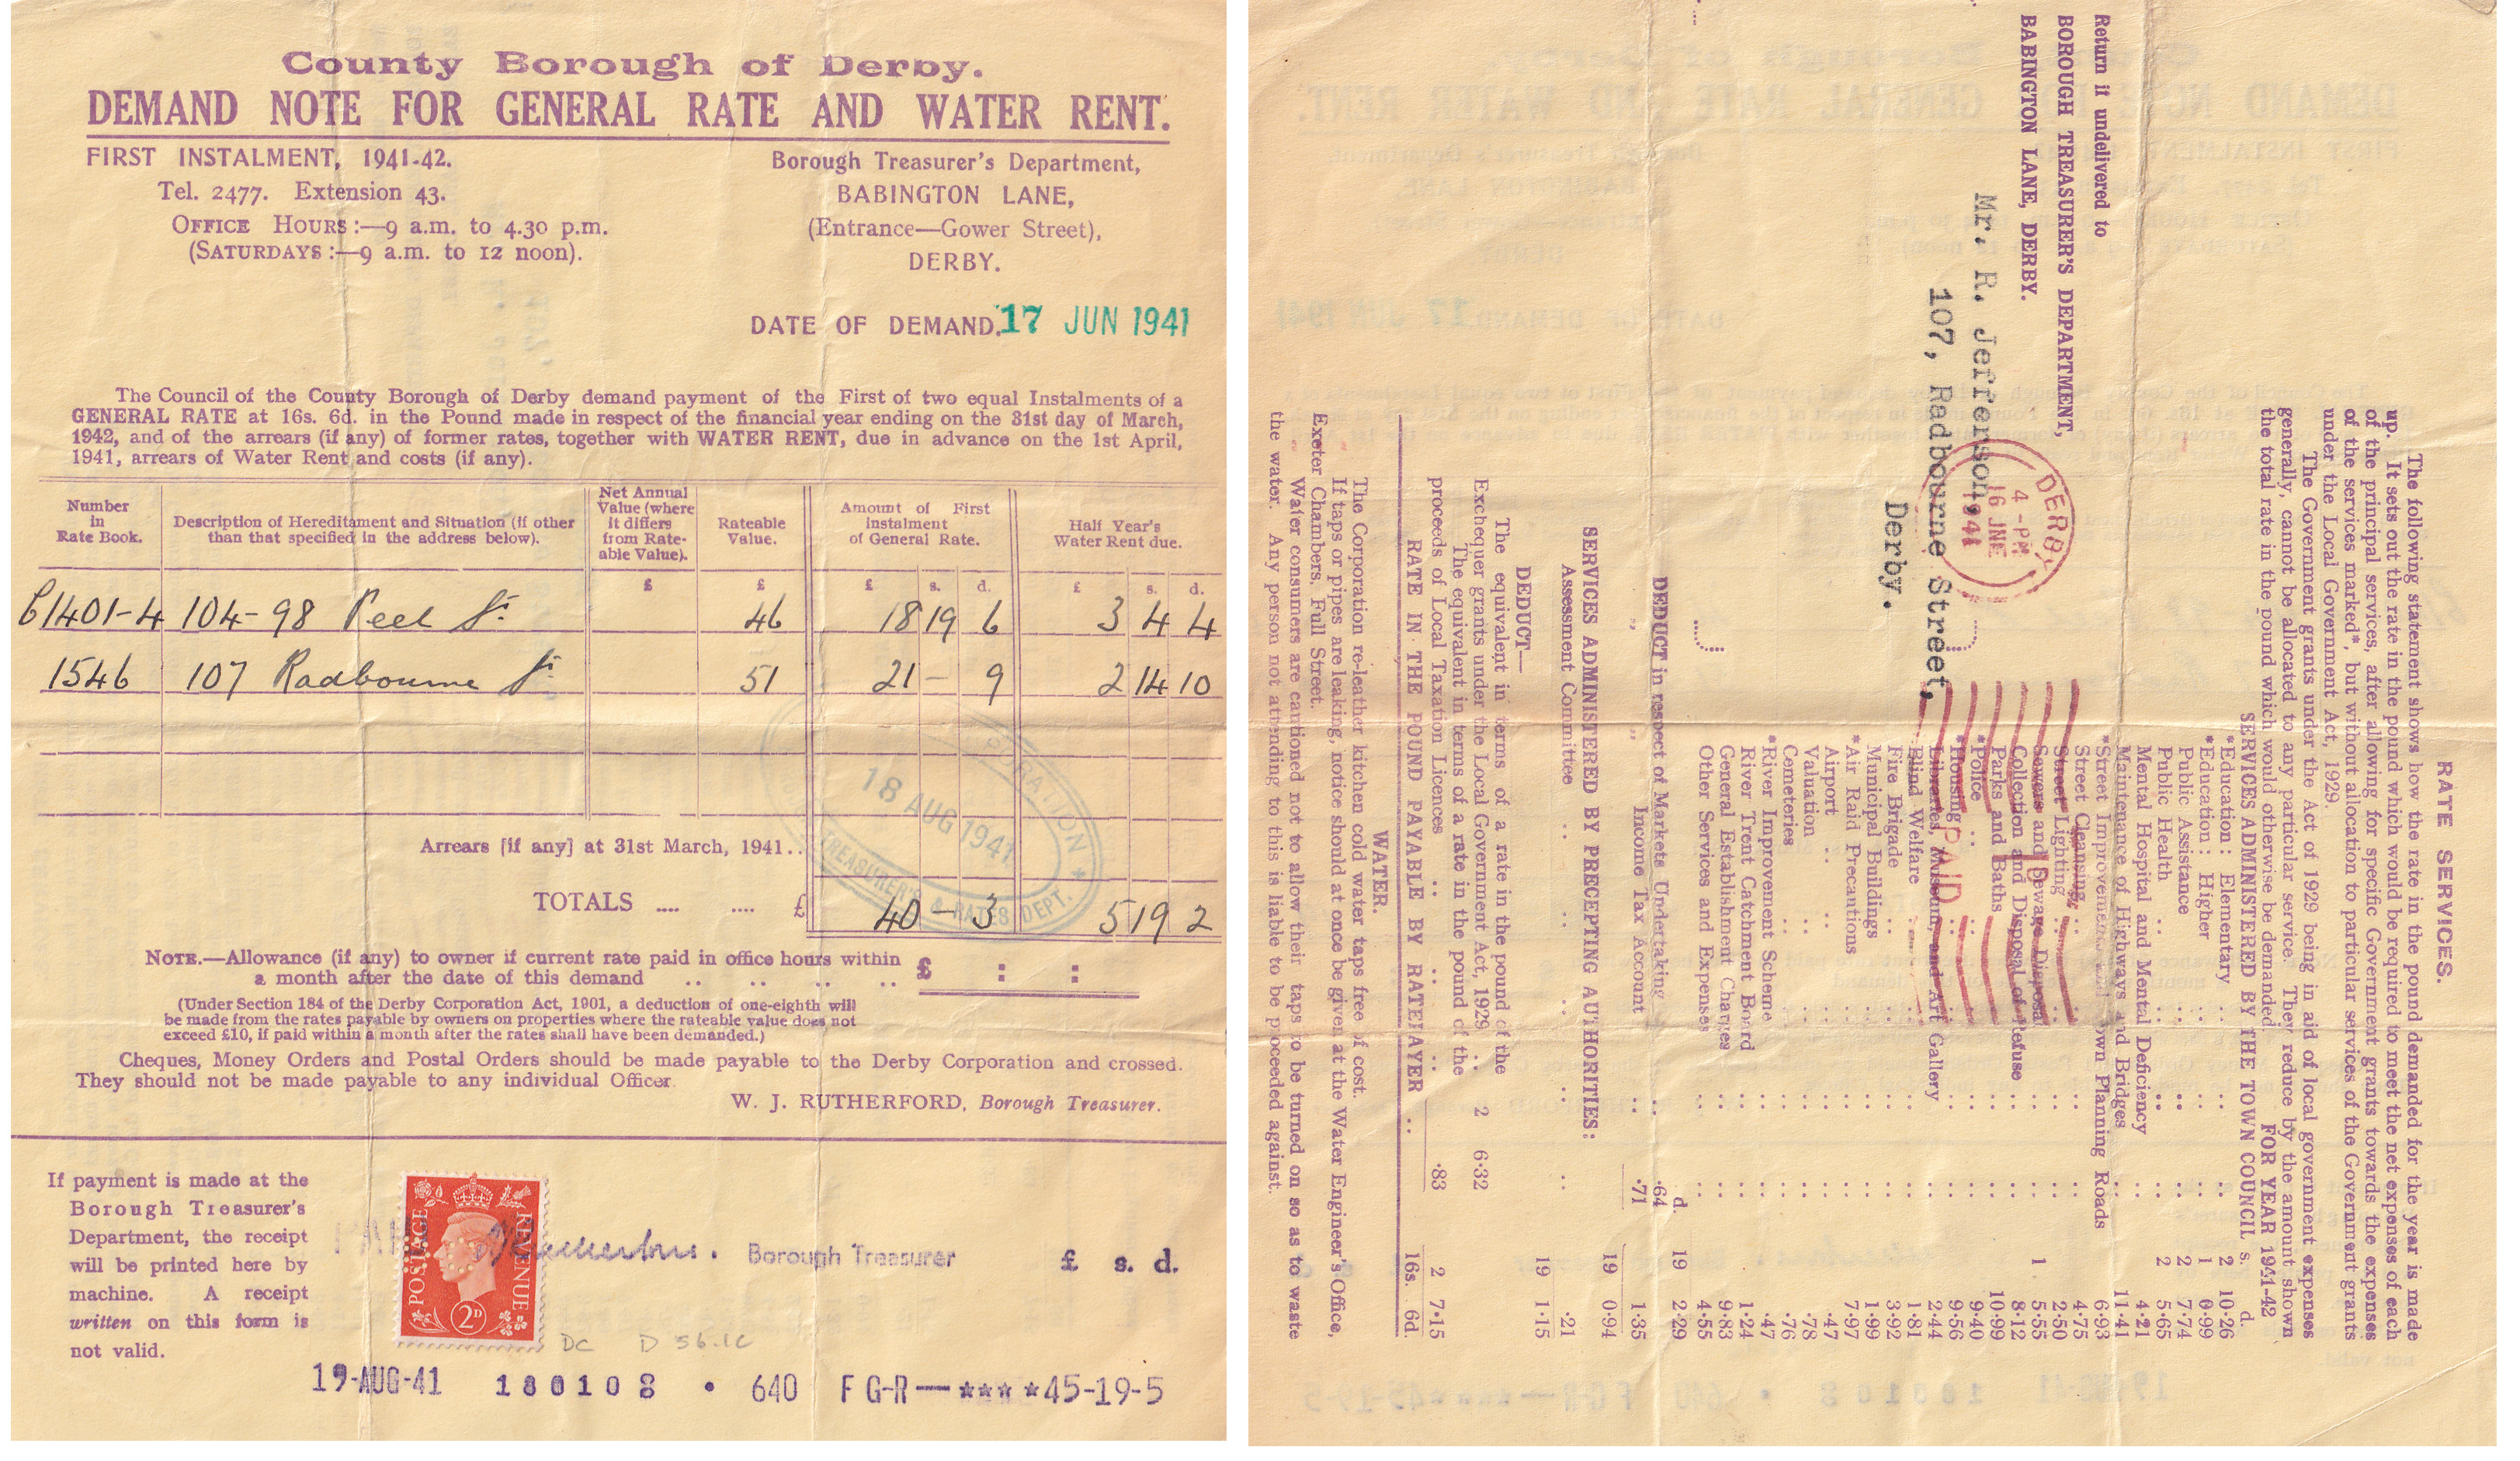 County Borough of Derby.
DEMAND NOTE FOR GENERAL RATE AND WATER RENT.
FIRST INSTALMENT, 1941-42.
Tel. 2477. Extension 43.
OFFICE HOURS :—9 a.m. to 4.30 p.m.
(SATURDAYS :—9 a.m. to 12 noon).
Borough Treasurer's Department,
BABINGTON LANE,
(Entrance—Gower Street),
DERBY.
DATE OF DEMAND. 17 JUN 1941
The Council of the County Borough of Derby demand payment of the First of two equal Instalments of a
GENERAL RATE at 16s. 6d. in the Pound made in respect of the financial year ending on the 31st day of March,
1942, and of the arrears (if any) of former rates, together with WATER RENT, due in advance on the 1st April,
1941, arrears of Water Rent and costs (if any).
Number in Rate Book.
Description of Hereditament and Situation (if other than that specified in the address below).
Net Annual Value (where it differs from Rateable Value).
Rateable Value.
Amount of First Instalment of General Rate.
Half Year's Water Rent due.
£ £ £ s. d. £ s. d.
61401-4 104-98 Peel St. 46 18 19 6 3 4 4
1546 107 Radbourne St. 51 21 - 9 2 14 10
CORPORATION
18 AUG 1941
TREASURER'S & RATES DEPT. *
Arrears [if any] at 31st March, 1941..
TOTALS .... .... £ 40 - 3 5 19 2
NOTE.—Allowance (if any) to owner if current rate paid in office hours within
a month after the date of this demand .. .. .. .. £ : :
(Under Section 184 of the Derby Corporation Act, 1901, a deduction of one-eighth will
be made from the rates payable by owners on properties where the rateable value does not
exceed £10, if paid within a month after the rates shall have been demanded.)
Cheques, Money Orders and Postal Orders should be made payable to the Derby Corporation and crossed.
They should not be made payable to any individual Officer.
W. J. RUTHERFORD, Borough Treasurer.
If payment is made at the
Borough Treasurer's
Department, the receipt
will be printed here by
machine. A receipt
written on this form is
not valid.
POSTAGE REVENUE
2D
Borough Treasurer £ s. d.
DC D 56.1c
19-AUG-41 180108 • 640 F G-R—*** *45-19-5
Return if undelivered to
BOROUGH TREASURER'S DEPARTMENT,
BABINGTON LANE, DERBY.
Mr. R. Jefferson,
107, Radbourne Street,
Derby.
DERBY
4 - PM
16 JNE
1941
PAID
RATE SERVICES.
The following statement shows how the rate in the pound demanded for the year is made
up. It sets out the rate in the pound which would be required to meet the net expenses of each
of the principal services, after allowing for specific Government grants towards the expenses
of the services marked*, but without allocation to particular services of the Government grants
under the Local Government Act, 1929.
The Government grants under the Act of 1929 being in aid of local government expenses
generally, cannot be allocated to any particular service. They reduce by the amount shown
the total rate in the pound which would otherwise be demanded.
SERVICES ADMINISTERED BY THE TOWN COUNCIL FOR YEAR 1941-42
s. d.
*Education: Elementary .. .. .. 2 10·26
*Education: Higher .. .. .. 1 0·99
Public Assistance .. .. .. 2 7·74
Public Health .. .. .. 2 5·65
Mental Hospital and Mental Deficiency .. .. 4·21
Maintenance of Highways and Bridges .. .. 11·41
*Street Improvements and Town Planning Roads 6·93
Street Cleansing .. .. .. 4·75
Street Lighting .. .. .. 2·50
Sewers and Sewage Disposal .. .. 1 5·55
Collection and Disposal of Refuse .. .. 8·12
Parks and Baths .. .. .. 10·99
*Police .. .. .. 9·40
*Housing .. .. .. 9·56
Libraries, Museum, and Art Gallery .. 2·44
Blind Welfare .. .. .. 1·81
Fire Brigade .. .. .. 3·92
Municipal Buildings .. .. .. 1·99
*Air Raid Precautions .. .. .. 7·97
Airport .. .. .. ·47
Valuation .. .. .. ·78
Cemeteries .. .. .. ·76
*River Improvement Scheme .. .. ·47
River Trent Catchment Board .. .. 1·24
General Establishment Charges .. .. 9·83
Other Services and Expenses .. .. 4·55
19 2·29
DEDUCT in respect of Markets Undertaking .. d. ·64
" " Income Tax Account .. ·71
1·35
19 0·94
SERVICES ADMINISTERED BY PRECEPTING AUTHORITIES:
Assessment Committee .. .. .. .. .. ·21
19 1·15
DEDUCT—
The equivalent in terms of a rate in the pound of the
Exchequer grants under the Local Government Act, 1929 .. 2 6·32
The equivalent in terms of a rate in the pound of the
proceeds of Local Taxation Licences .. .. .. ·83
2 7·15
RATE IN THE POUND PAYABLE BY RATEPAYER .. .. 16s. 6d.
WATER.
The Corporation re-leather kitchen cold water taps free of cost.
If taps or pipes are leaking, notice should at once be given at the Water Engineer's Office,
Exeter Chambers, Full Street.
Water consumers are cautioned not to allow their taps to be turned on so as to waste
the water. Any person not attending to this is liable to be proceeded against.